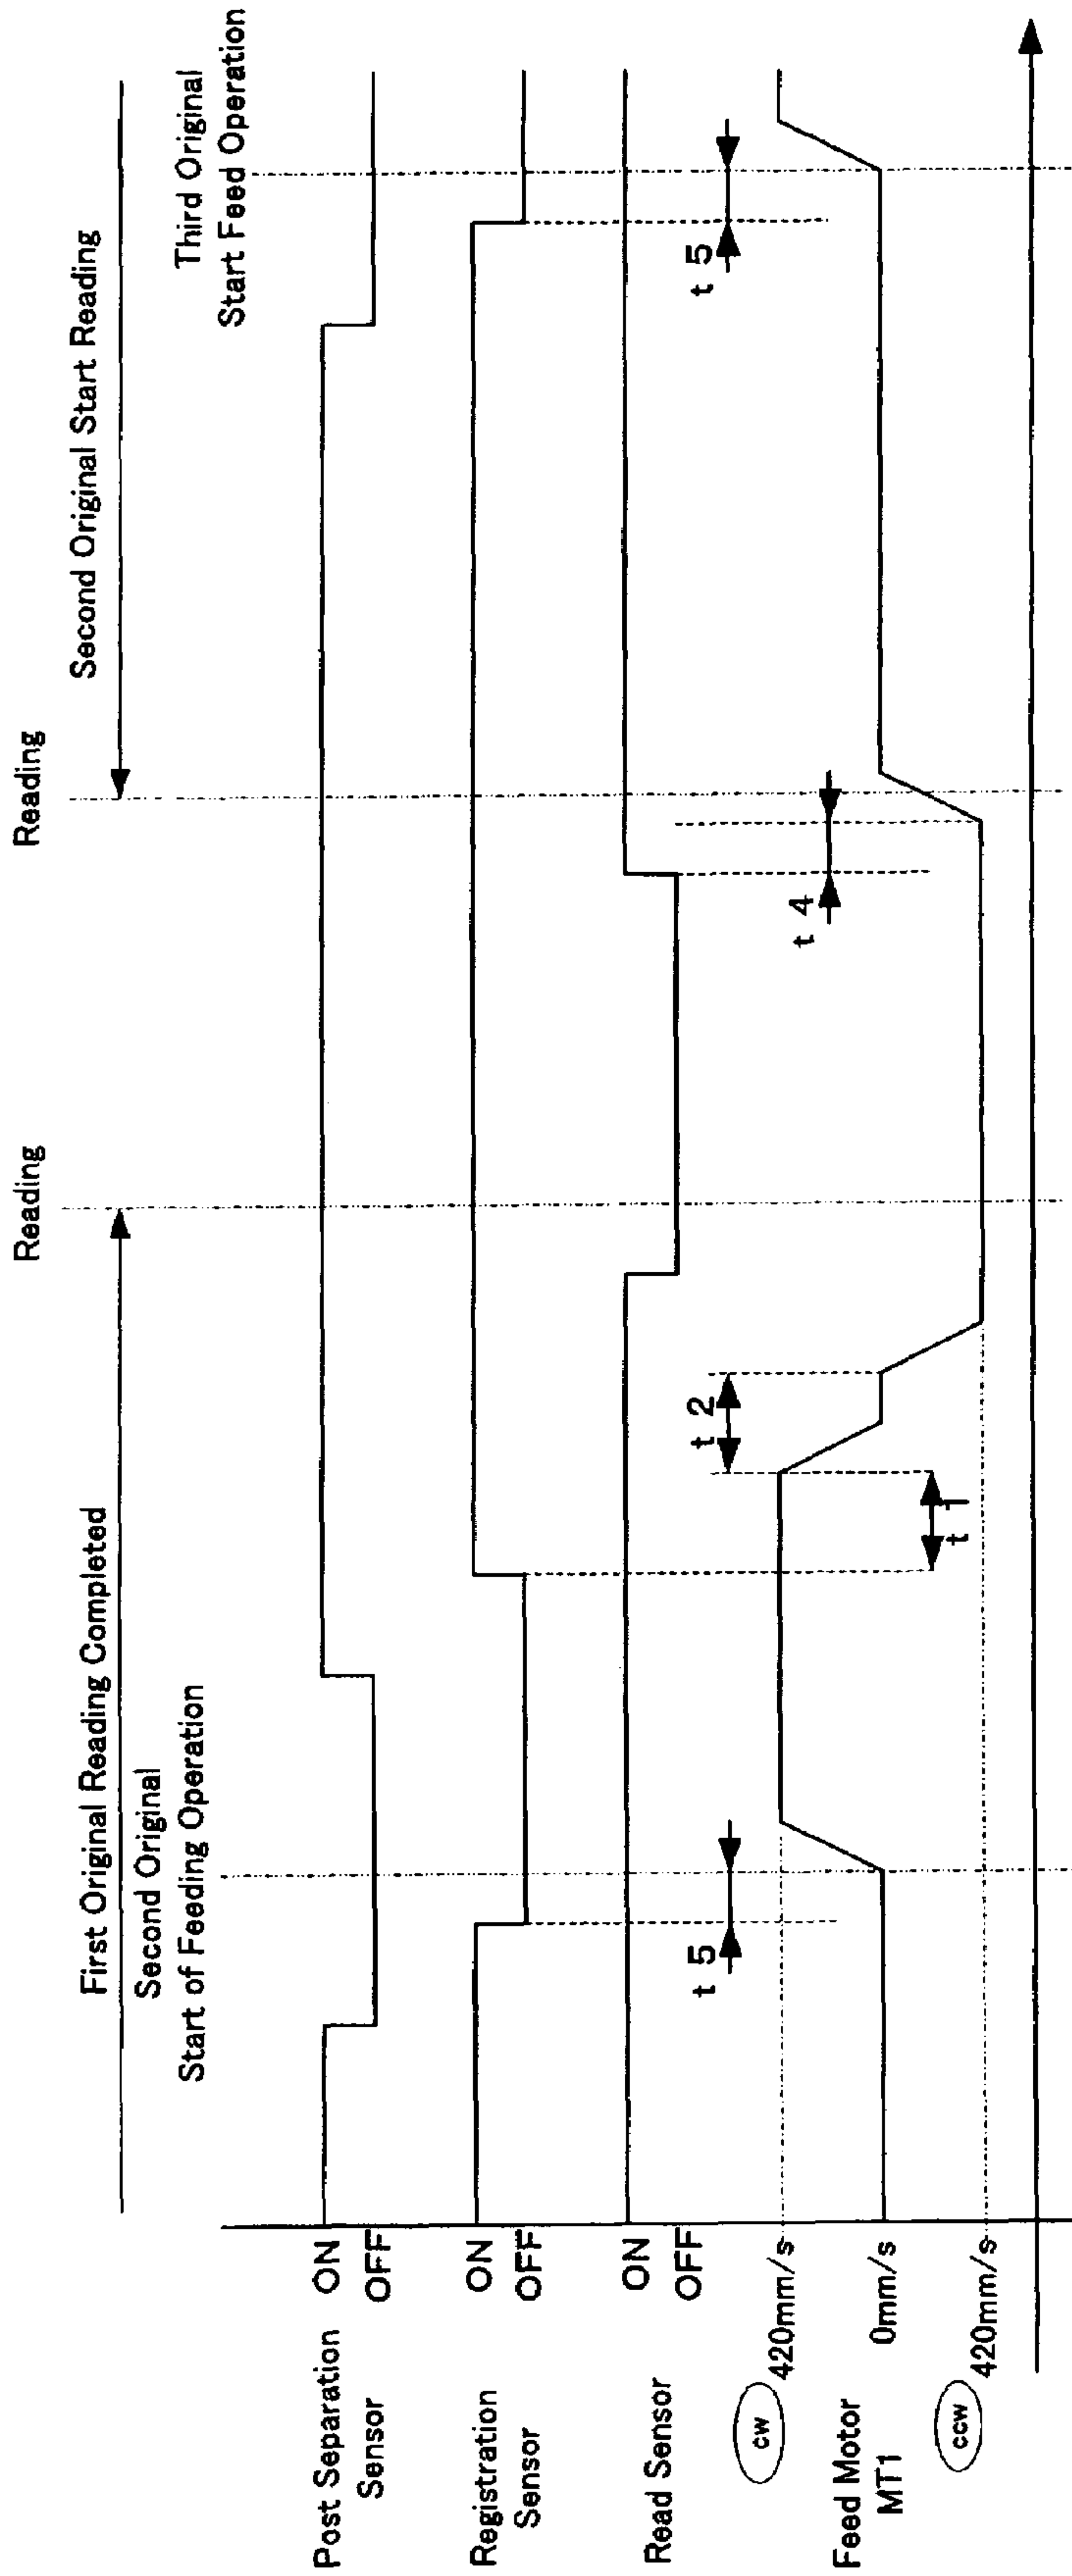 Reading
Reading
First Original Reading Completed
Second Original Start Reading
Second Original
Start of Feeding Operation
Third Original
Start Feed Operation
Post Separation
Sensor
ON
OFF
Registration
Sensor
ON
OFF
Read Sensor
ON
OFF
t 5
t 2
t 1
t 4
t 5
cw
420mm/s
Feed Motor
MT1
0mm/s
ccw
420mm/s